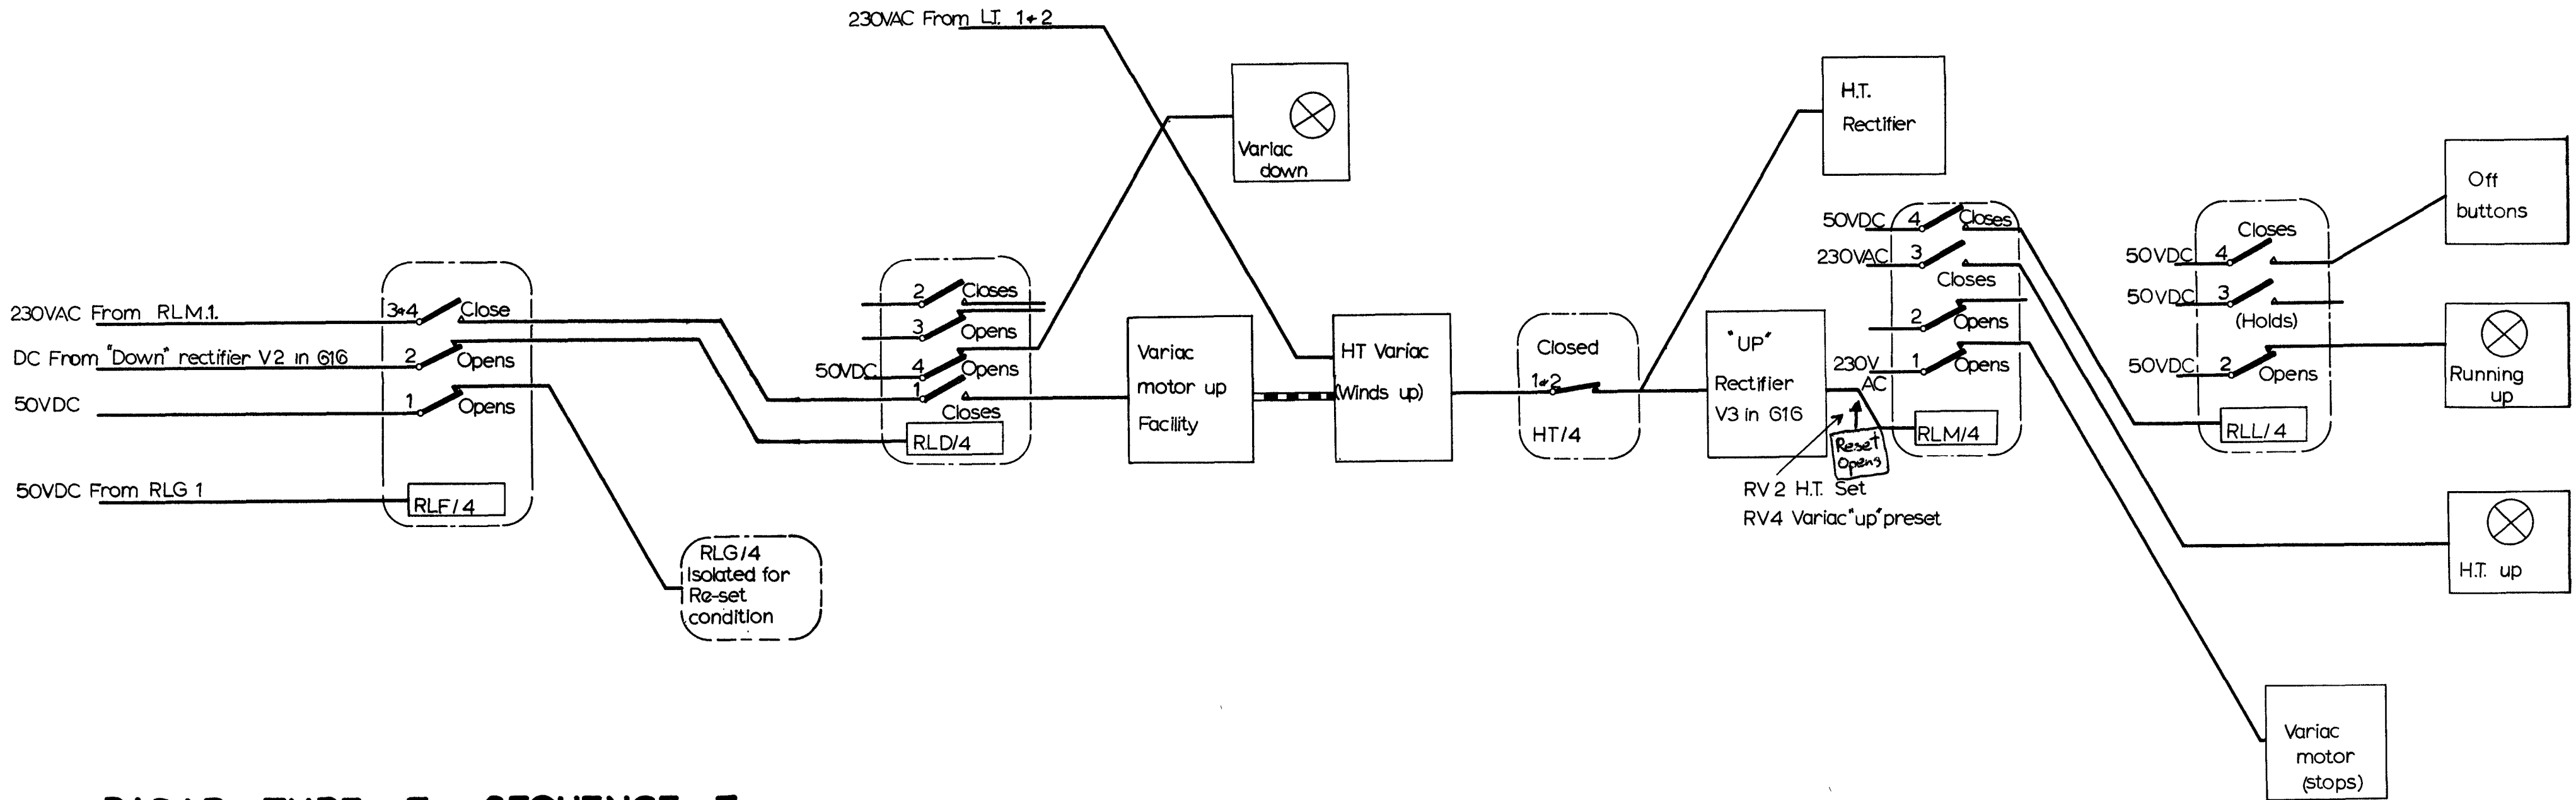 230VAC From LT. 1+2
Variac
down
H.T.
Rectifier
Off
buttons
230VAC From RLM.1.
3+4
Close
DC From "Down" rectifier V2 in G16
2
Opens
50VDC
1
Opens
50VDC From RLG 1
RLF/4
RLG/4
Isolated for
Re-set
condition
2
Closes
3
Opens
50VDC
4
Opens
1
Closes
RLD/4
Variac
motor up
Facility
HT Variac
(Winds up)
Closed
1+2
HT/4
"UP"
Rectifier
V3 in G16
Reset
Opens
RV2 H.T. Set
RV4 Variac "up" preset
50VDC
4
Closes
230VAC
3
Closes
2
Opens
230V
AC
1
Opens
RLM/4
Closes
50VDC
4
50VDC
3
(Holds)
50VDC
2
Opens
RLL/4
Running
up
H.T. up
Variac
motor
(stops)